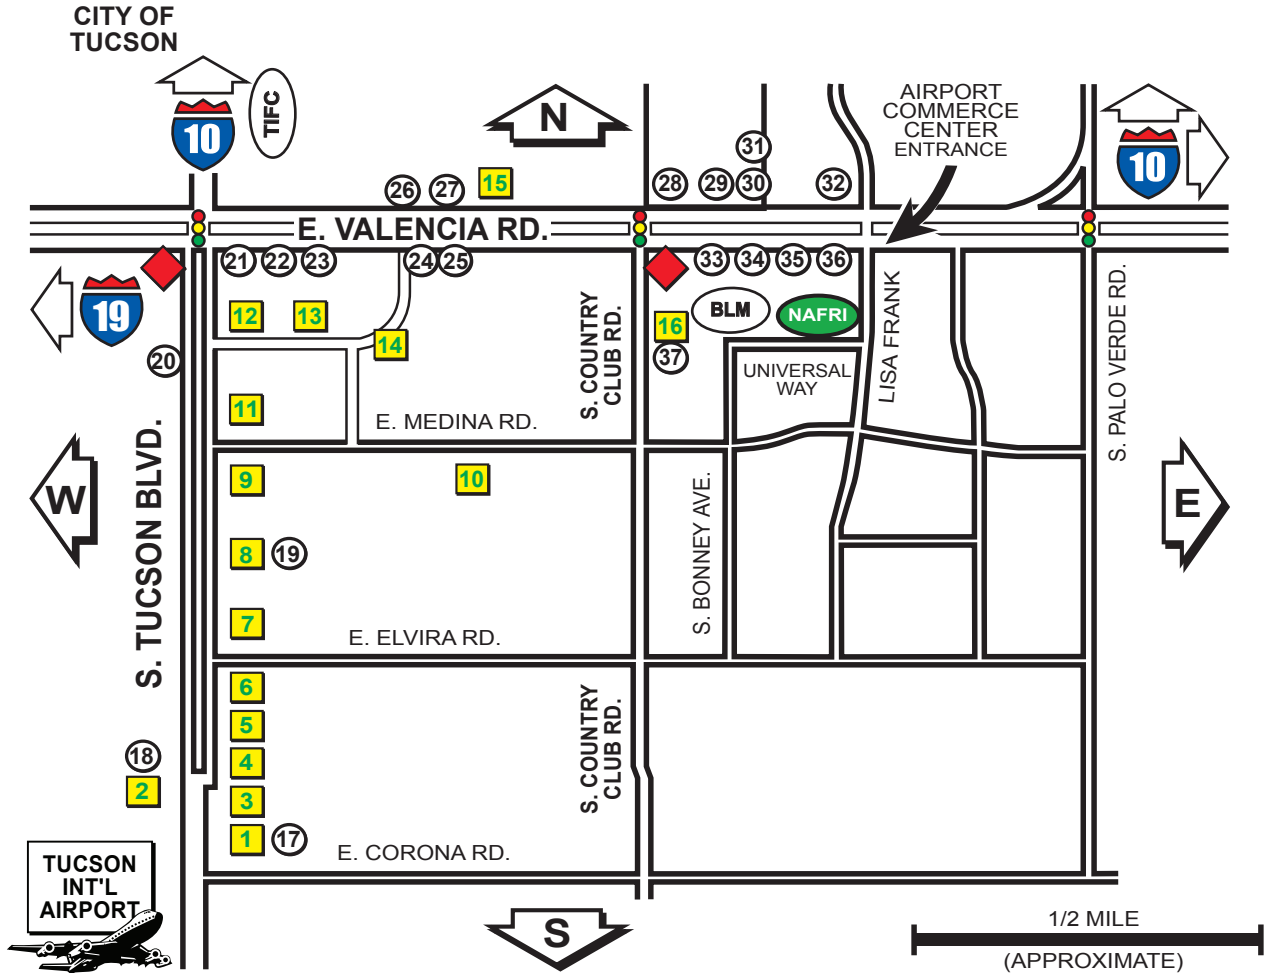 CITY OF
TUCSON
10
TIFC
N
AIRPORT
COMMERCE
CENTER
ENTRANCE
10
31
26
27
15
28
29
30
32
E. VALENCIA RD.
21
22
23
24
25
33
34
35
36
19
12
13
14
16
BLM
NAFRI
20
37
S. COUNTRY
CLUB RD.
UNIVERSAL
WAY
LISA FRANK
S. PALO VERDE RD.
11
E. MEDINA RD.
W
S. TUCSON BLVD.
9
10
S. BONNEY AVE.
E
8
19
7
E. ELVIRA RD.
6
5
4
3
1
17
S. COUNTRY
CLUB RD.
18
2
E. CORONA RD.
TUCSON
INT'L
AIRPORT
S
1/2 MILE
(APPROXIMATE)